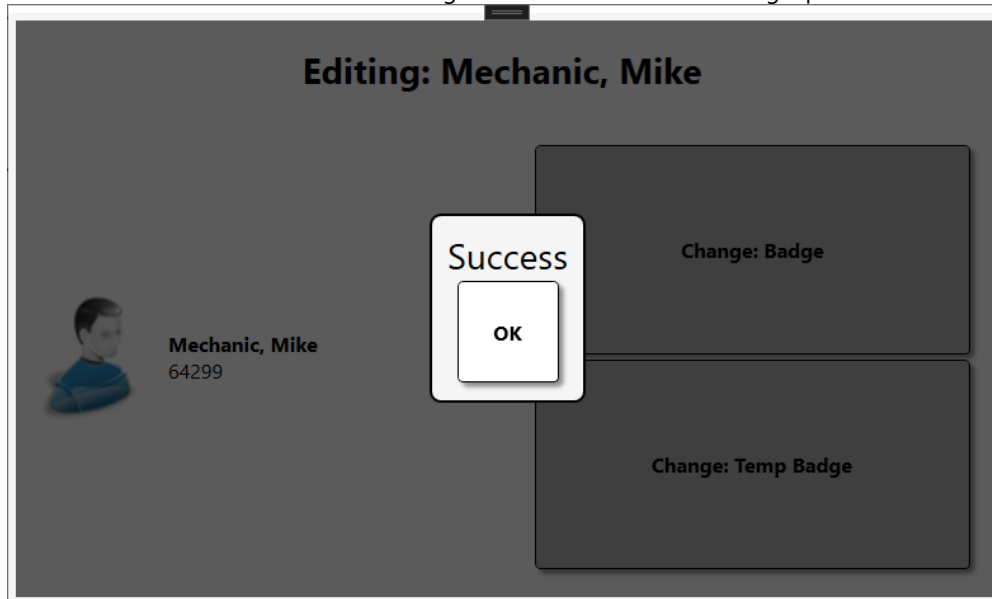 Editing: Mechanic, Mike
Change: Badge
Success
OK
Mechanic, Mike
64299
Change: Temp Badge